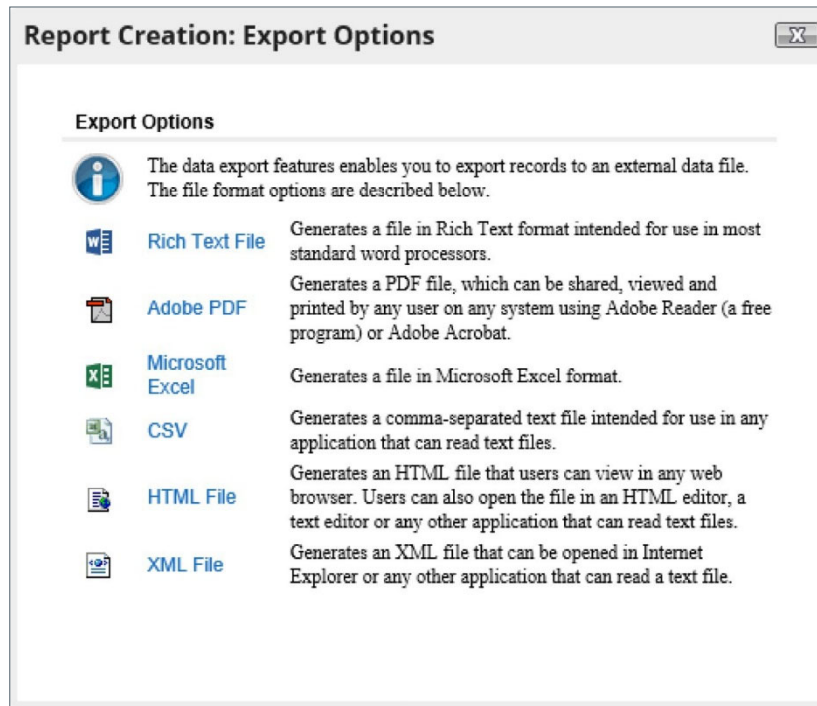 Report Creation: Export Options
X
Export Options
The data export features enables you to export records to an external data file.
The file format options are described below.
Rich Text File
Generates a file in Rich Text format intended for use in most
standard word processors.
Adobe PDF
Generates a PDF file, which can be shared, viewed and
printed by any user on any system using Adobe Reader (a free
program) or Adobe Acrobat.
Microsoft
Excel
Generates a file in Microsoft Excel format.
CSV
Generates a comma-separated text file intended for use in any
application that can read text files.
HTML File
Generates an HTML file that users can view in any web
browser. Users can also open the file in an HTML editor, a
text editor or any other application that can read text files.
XML File
Generates an XML file that can be opened in Internet
Explorer or any other application that can read a text file.